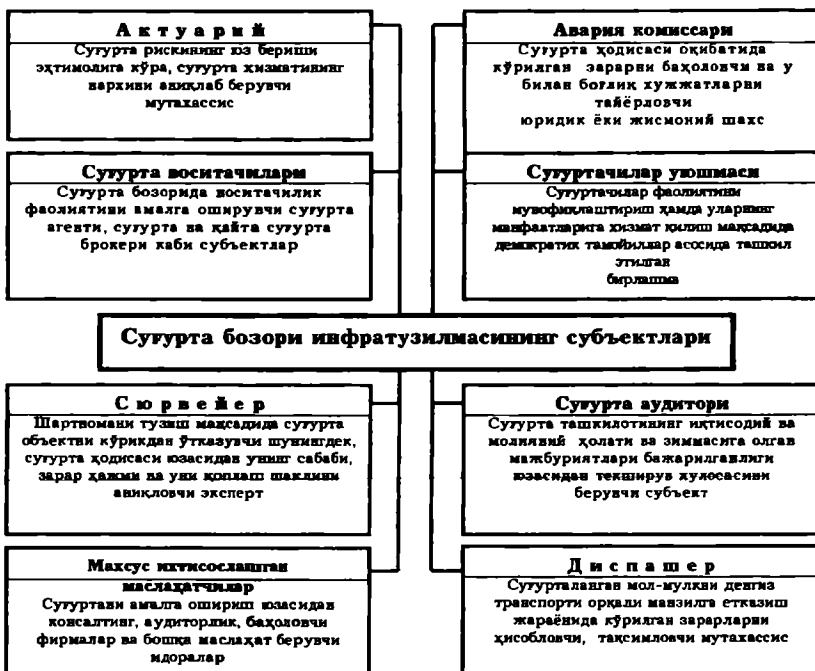 Актуарий
Суғурта рискининг юз бериши
эҳтимолига кўра, суғурта хизматининг
нархини аниқлаб берувчи
мутахассис
Авария комиссари
Суғурта ҳодисаси оқибатида
кўрилган зарарни баҳоловчи ва у
билан боғлиқ хужжатларни
тайёрловчи
юридик ёки жисмоний шахс
Суғурта воситачилари
Суғурта бозорида воситачилик
фаолиятини амалга оширувчи суғурта
агенти, суғурта ва қайта суғурта
брокери каби субъектлар
Суғуртачилар уюшмаси
Суғуртачилар фаолиятини
мувофиқлаштириш ҳамда уларнинг
манфаатларига хизмат қилиш мақсадида
демократик тамойиллар асосида ташкил
этилган
бирлашма
Суғурта бозори инфратузилмасининг субъектлари
Сюрвейер
Шартномани тузиш мақсадида суғурта
объектни кўрикдан ўтказувчи шунингдек,
суғурта ҳодисаси юзасидан унинг сабаби,
зарар ҳажми ва уни қоплаш шаклини
аниқловчи эксперт
Суғурта аудитори
Суғурта ташкилотининг иқтисодий ва
молиявий ҳолати ва зиммасига олган
мажбуриятлари бажарилганлиги
юзасидан текширув хулосасини
берувчи субъект
Махсус ихтисослашган
маслаҳатчилар
Суғуртани амалга ошириш юзасидан
консалтинг, аудиторлик, баҳоловчи
фирмалар ва бошқа маслаҳат берувчи
идоралар
Диспашер
Суғурталанган мол-мулкни денгиз
транспорти орқали манзилга етказиш
жараёнида кўрилган зарарларни
ҳисобловчи, тақсимловчи мутахассис